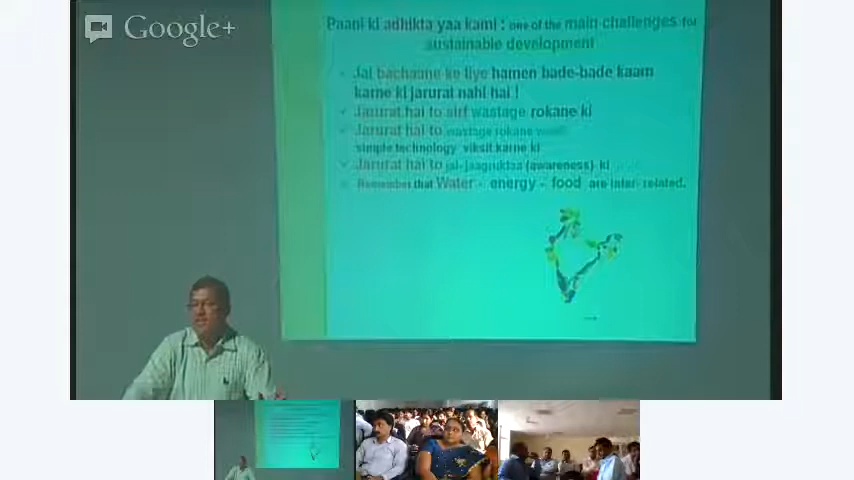 Google+
Paani ki adhikta yaa kami : one of the main challenges for
sustainable development
Jal bachaane ke liye hamen bade-bade kaam
karne ki jarurat nahi hai !
Jarurat hai to sirf wastage rokane ki
Jarurat hai to wastage rokane waali
simple technology viksit karne ki
Jarurat hai to jal-jaagruktaa (awareness) ki
Remember that Water - energy - food are inter-related.